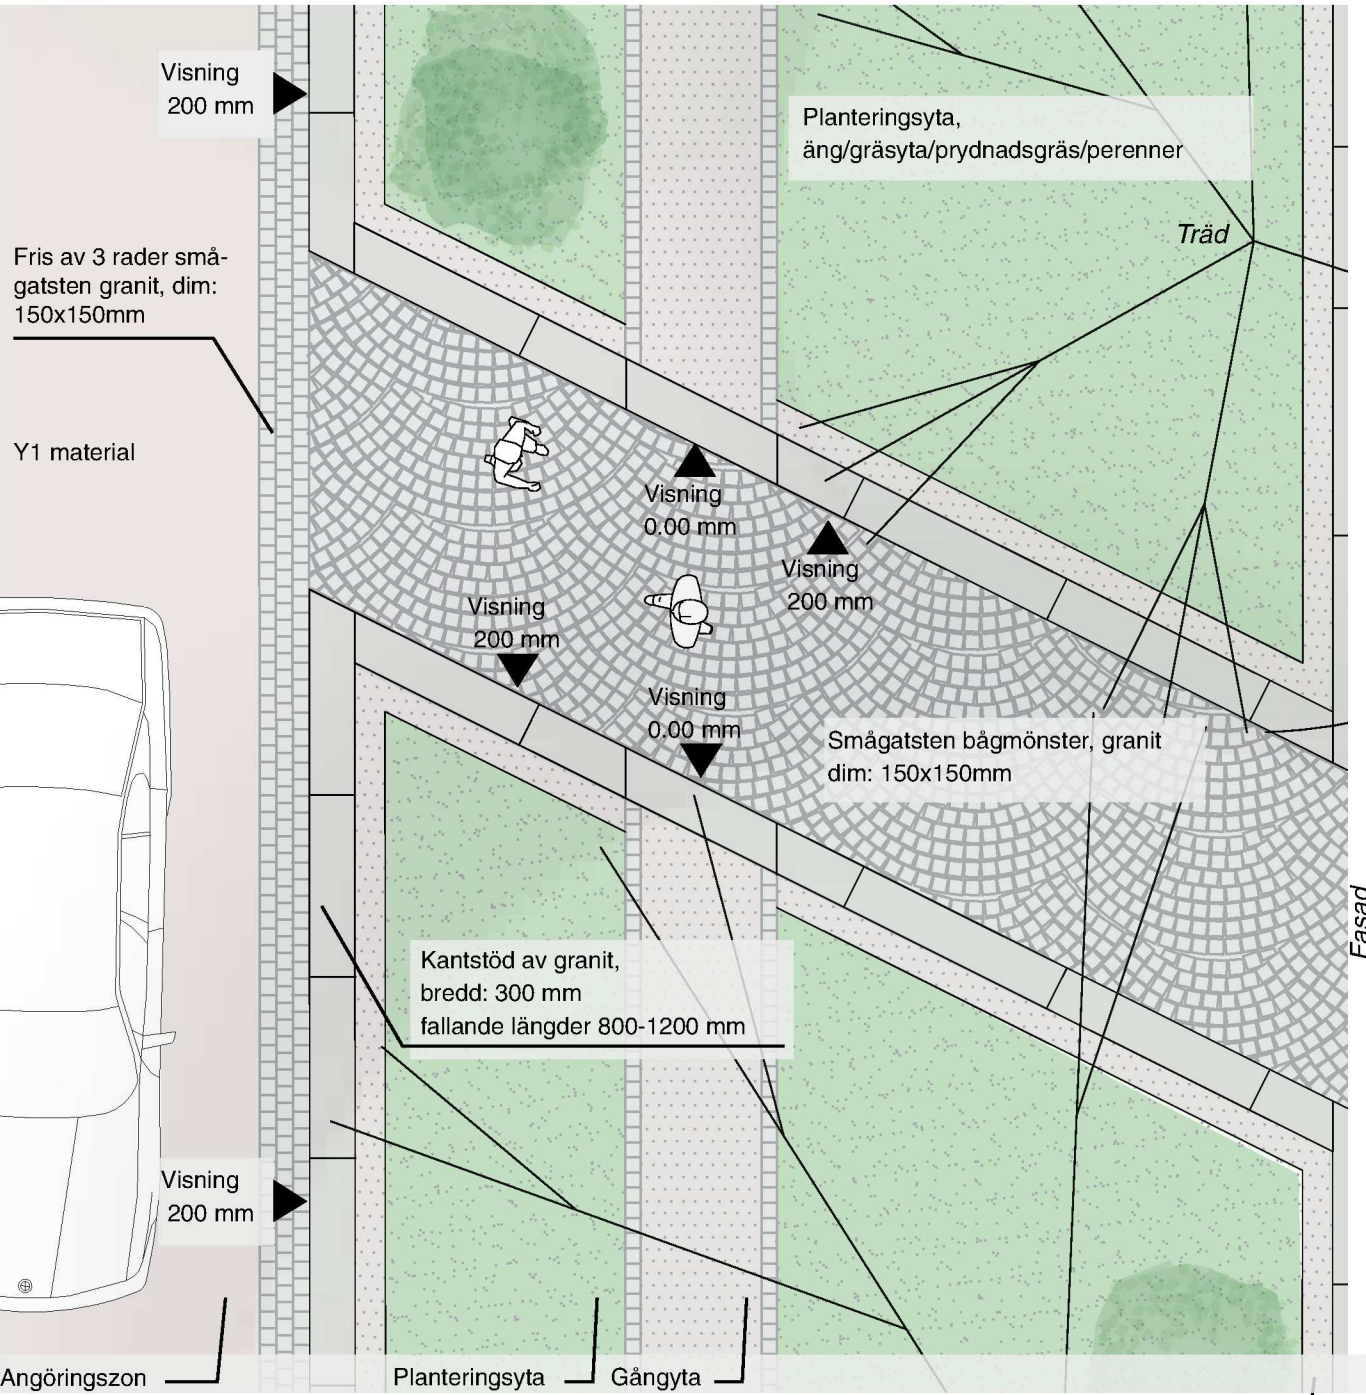 Visning
200 mm
Planteringsyta,
äng/gräsyta/prydnadsgräs/perenner
Träd
Fris av 3 rader små-
gatsten granit, dim:
150x150mm
Y1 material
Visning
0.00 mm
Visning
200 mm
Visning
200 mm
Visning
0.00 mm
Smågatsten bågmönster, granit
dim: 150x150mm
Fasad
Kantstöd av granit,
bredd: 300 mm
fallande längder 800-1200 mm
Visning
200 mm
Angöringszon
Planteringsyta
Gångyta